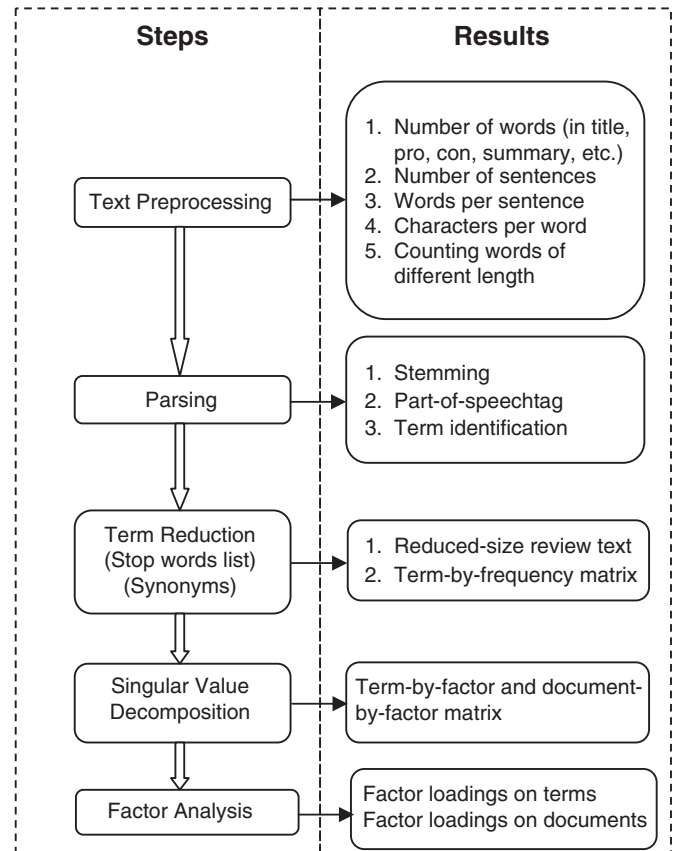 Steps
Results
Text Preprocessing
1. Number of words (in title,
pro, con, summary, etc.)
2. Number of sentences
3. Words per sentence
4. Characters per word
5. Counting words of
different length
Parsing
1. Stemming
2. Part-of-speechtag
3. Term identification
Term Reduction
(Stop words list)
(Synonyms)
1. Reduced-size review text
2. Term-by-frequency matrix
Singular Value
Decomposition
Term-by-factor and document-
by-factor matrix
Factor Analysis
Factor loadings on terms
Factor loadings on documents